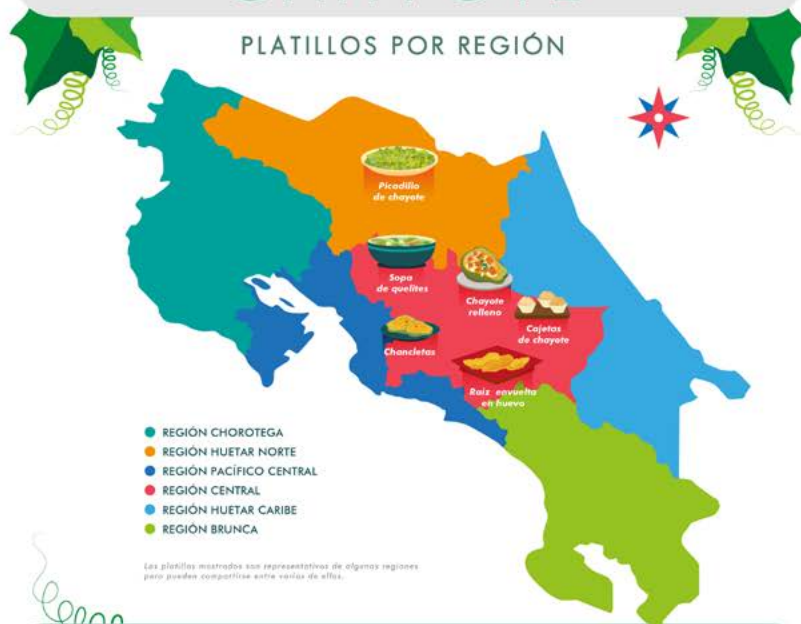 PLATILLOS POR REGIÓN
Picadillo
de chayote
Sopa
de quelites
Chayote
relleno
Cajetas
de chayote
Chancletas
Raíz envuelta
en huevo
REGIÓN CHOROTEGA
REGIÓN HUETAR NORTE
REGIÓN PACÍFICO CENTRAL
REGIÓN CENTRAL
REGIÓN HUETAR CARIBE
REGIÓN BRUNCA
Los platillos mostrados son representativos de algunas regiones
pero pueden compartirse entre varias de ellas.